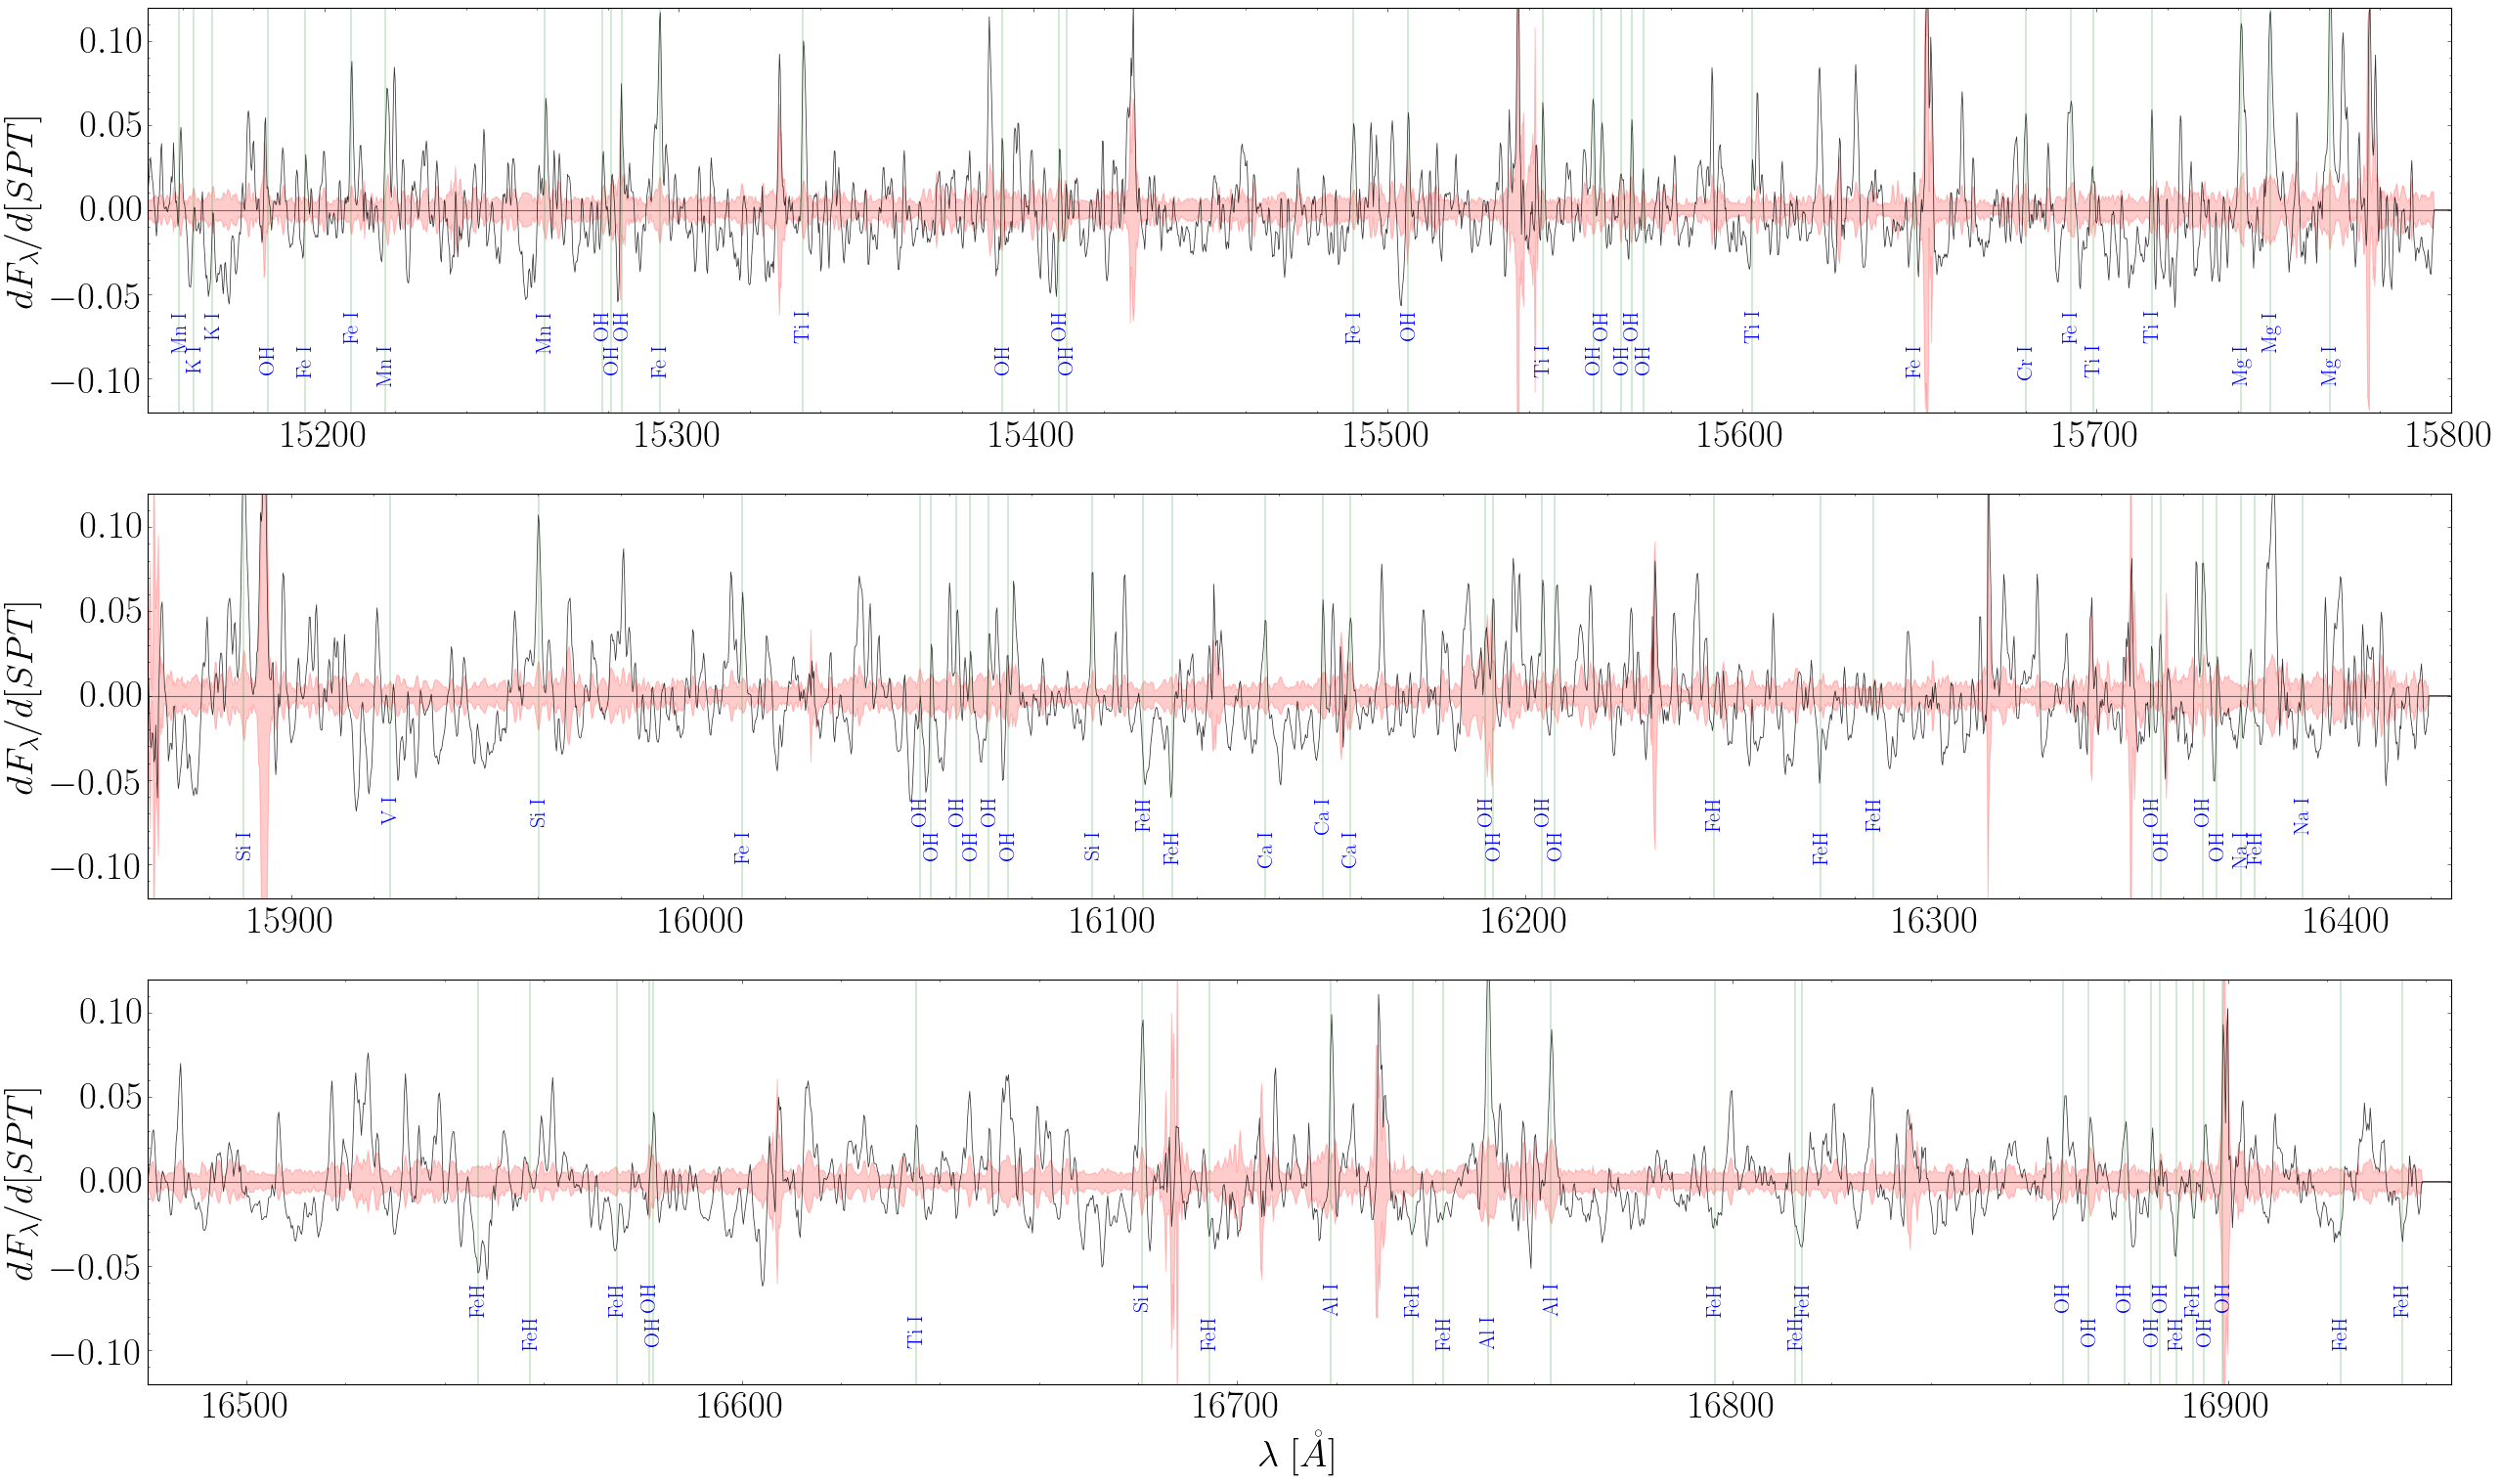 0.10
0.05
0.00
−0.05
−0.10
dF_λ/d[SPT]
Mn I
K I
K I
OH
Fe I
Fe I
Mn I
Mn I
OH
OH
OH
Fe I
Ti I
OH
OH
OH
Fe I
OH
Ti I
OH
OH
OH
OH
OH
Ti I
Fe I
Cr I
Fe I
Ti I
Ti I
Mg I
Mg I
Mg I
15200 15300 15400 15500 15600 15700 15800
0.10
0.05
0.00
−0.05
−0.10
dF_λ/d[SPT]
Si I
V I
Si I
Fe I
OH
OH
OH
OH
OH
OH
Si I
FeH
FeH
Ca I
Ca I
Ca I
OH
OH
OH
OH
FeH
FeH
FeH
OH
OH
OH
OH
Na I
FeH
Na I
15900 16000 16100 16200 16300 16400
0.10
0.05
0.00
−0.05
−0.10
dF_λ/d[SPT]
FeH
FeH
FeH
OH
OH
Ti I
Si I
FeH
Al I
FeH
FeH
Al I
Al I
FeH
FeH
FeH
OH
OH
OH
OH
OH
FeH
FeH
OH
OH
FeH
FeH
16500 16600 16700 16800 16900
λ [Å]